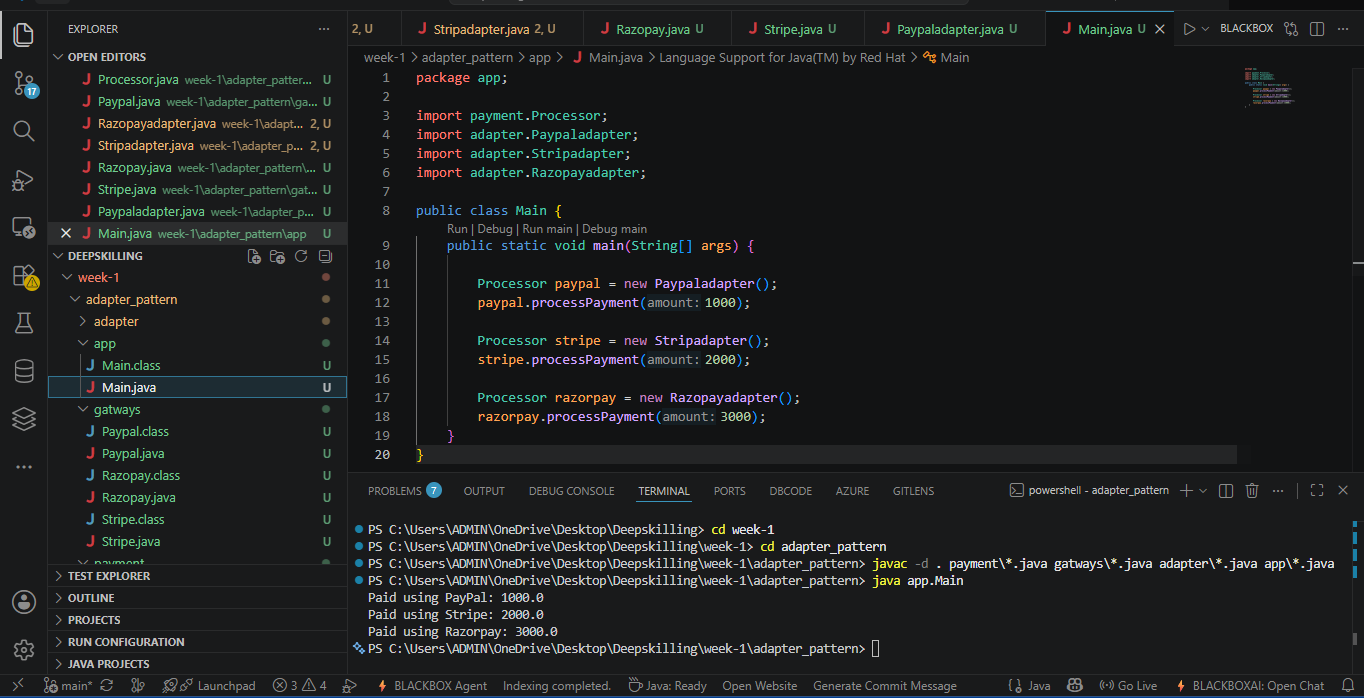 EXPLORER
OPEN EDITORS
Processor.java week-1\adapter_patter... U
Paypal.java week-1\adapter_pattern\ga... U
Razopayadapter.java week-1\adapt... 2, U
Stripadapter.java week-1\adapter_p... 2, U
Razopay.java week-1\adapter_pattern\... U
Stripe.java week-1\adapter_pattern\gat... U
Paypaladapter.java week-1\adapter_p... U
Main.java week-1\adapter_pattern\app U
DEEPSKILLING
week-1
adapter_pattern
adapter
app
Main.class U
Main.java U
gatways
Paypal.class U
Paypal.java U
Razopay.class U
Razopay.java U
Stripe.class U
Stripe.java U
payment
TEST EXPLORER
OUTLINE
PROJECTS
RUN CONFIGURATION
JAVA PROJECTS
17
2, U
Stripadapter.java 2, U
Razopay.java U
Stripe.java U
Paypaladapter.java U
Main.java U
BLACKBOX
week-1 > adapter_pattern > app > Main.java > Language Support for Java(TM) by Red Hat > Main
1 package app;
2
3 import payment.Processor;
4 import adapter.Paypaladapter;
5 import adapter.Stripadapter;
6 import adapter.Razopayadapter;
7
8 public class Main {
Run | Debug | Run main | Debug main
9 public static void main(String[] args) {
10
11 Processor paypal = new Paypaladapter();
12 paypal.processPayment(amount: 1000);
13
14 Processor stripe = new Stripadapter();
15 stripe.processPayment(amount: 2000);
16
17 Processor razorpay = new Razopayadapter();
18 razorpay.processPayment(amount: 3000);
19 }
20 }
PROBLEMS 7 OUTPUT DEBUG CONSOLE TERMINAL PORTS DBCODE AZURE GITLENS
powershell - adapter_pattern
PS C:\Users\ADMIN\OneDrive\Desktop\Deepskilling> cd week-1
PS C:\Users\ADMIN\OneDrive\Desktop\Deepskilling\week-1> cd adapter_pattern
PS C:\Users\ADMIN\OneDrive\Desktop\Deepskilling\week-1\adapter_pattern> javac -d . payment\*.java gatways\*.java adapter\*.java app\*.java
PS C:\Users\ADMIN\OneDrive\Desktop\Deepskilling\week-1\adapter_pattern> java app.Main
Paid using PayPal: 1000.0
Paid using Stripe: 2000.0
Paid using Razorpay: 3000.0
PS C:\Users\ADMIN\OneDrive\Desktop\Deepskilling\week-1\adapter_pattern>
main* Launchpad 3 4 BLACKBOX Agent Indexing completed. Java: Ready Open Website Generate Commit Message { } Java Go Live BLACKBOXAI: Open Chat